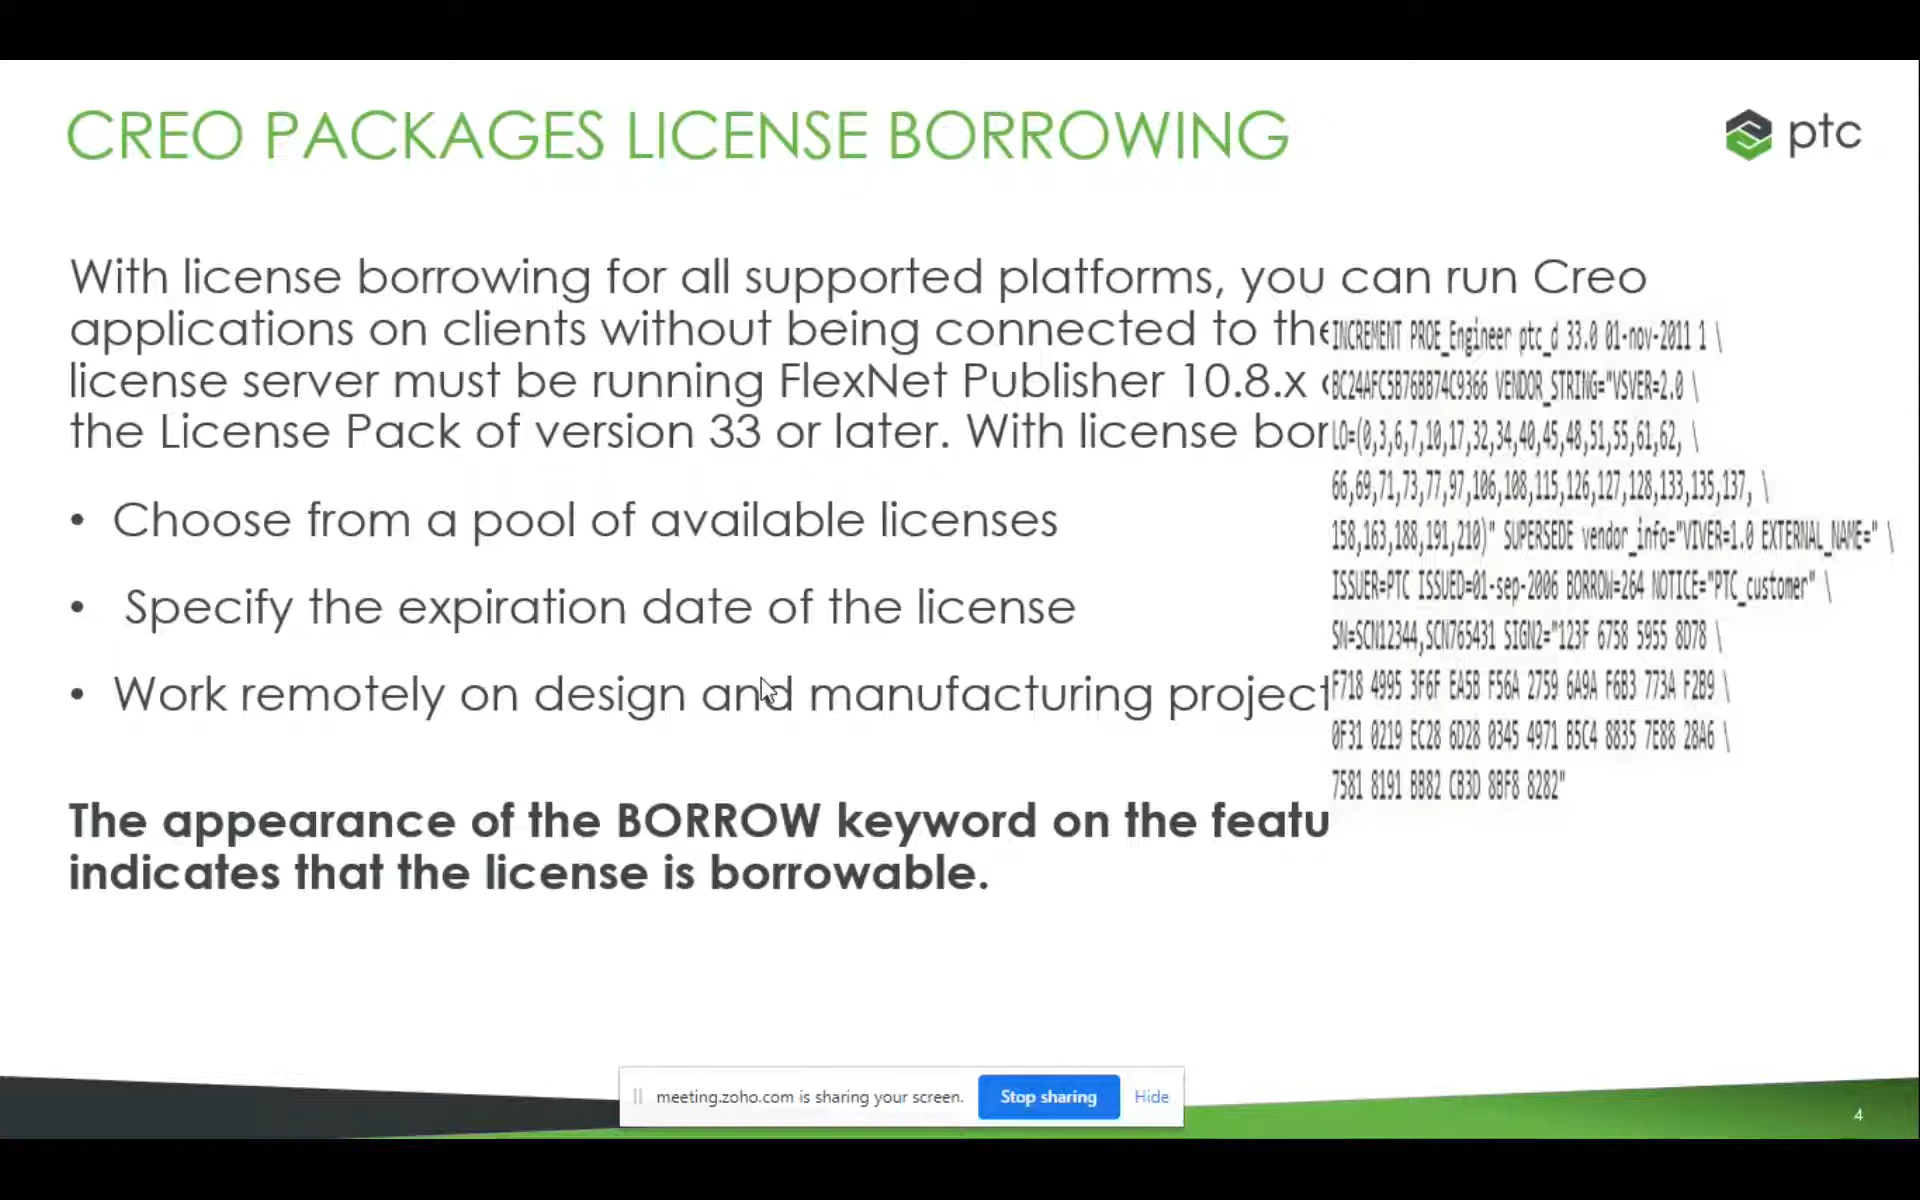 CREO PACKAGES LICENSE BORROWING
ptc
With license borrowing for all supported platforms, you can run Creo
applications on clients without being connected to the
license server must be running FlexNet Publisher 10.8.x
the License Pack of version 33 or later. With license bor
• Choose from a pool of available licenses
• Specify the expiration date of the license
• Work remotely on design and manufacturing project
The appearance of the BORROW keyword on the featu
indicates that the license is borrowable.
INCREMENT PROE_Engineer ptc_d 33.0 01-nov-2011 1 \
BC24AFC5B76BB74C9366 VENDOR_STRING="VSVER=2.0 \
LO=(0,3,6,7,10,17,32,34,40,45,48,51,55,61,62, \
66,69,71,73,77,97,106,108,115,126,127,128,133,135,137, \
158,163,188,191,210)" SUPERSEDE vendor_info="VIVER=1.0 EXTERNAL_NAME=" \
ISSUER=PTC ISSUED=01-sep-2006 BORROW=264 NOTICE="PTC_customer" \
SN=SCN12344,SCN765431 SIGN2="123F 6758 5955 8D78 \
F718 4995 3F6F EA5B F56A 2759 6A9A F6B3 773A F2B9 \
0F31 0219 EC28 6D28 0345 4971 B5C4 8835 7E88 28A6 \
7581 8191 BB82 CB3D 8BF8 8282"
meeting.zoho.com is sharing your screen.
Stop sharing
Hide
4